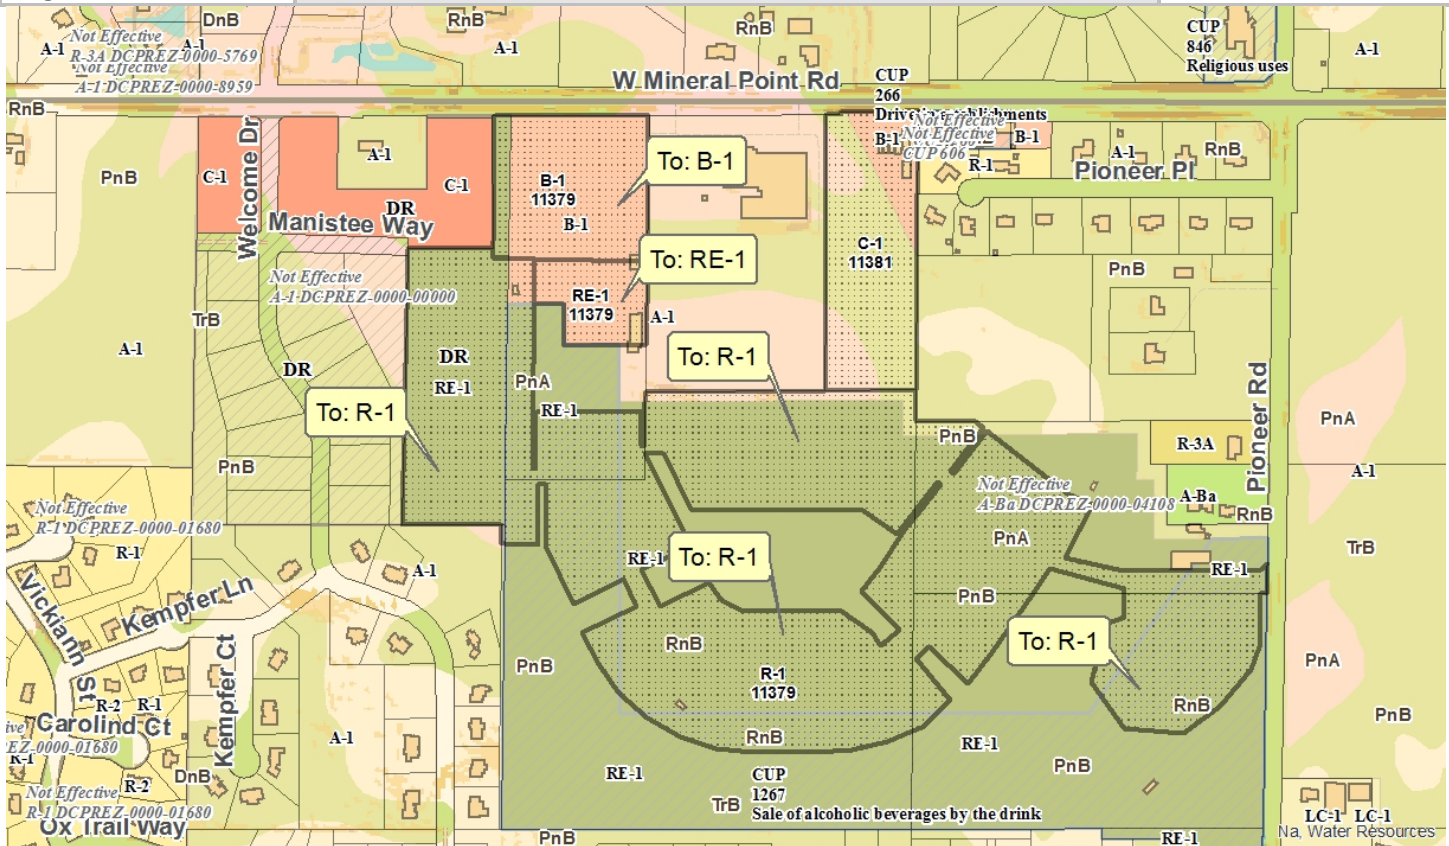 DnB
RnB
RnB
CUP
846
Religious uses
Not Effective
R-3A DCPREZ-0000-5769
A-1
A-1
A-1
A-1
Not Effective
A-1 DCPREZ-0000-8959
W Mineral Point Rd
CUP
266
RnB
Not Effective
Not Effective
CUP 606
B-1
B-1
R-1
A-1
RnB
Pioneer Pl
A-1
To: B-1
PnB
C-1
Welcome Dr
C-1
DR
Manistee Way
B-1
11379
B-1
C-1
11381
To: RE-1
PnB
Not Effective
A-1 DCPREZ-0000-00000
RE-1
11379
A-1
TrB
A-1
DR
DR
RE-1
To: R-1
PnA
RE-1
To: R-1
Pioneer Rd
PnA
PnB
R-3A
PnB
A-1
Not Effective
A-Ba DCPREZ-0000-04108
A-Ba
RnB
Not Effective
R-1 DCPREZ-0000-01680
R-1
PnA
TrB
RE-1
To: R-1
RE-1
A-1
Vickiann St
Kempfer Ln
PnB
Kempfer Ct
RnB
To: R-1
PnB
PnA
R-1
11379
R-2
R-1
RnB
Carolind Ct
ive
EZ-0000-01680
R-1
A-1
RnB
RE-1
PnB
DnB
R-2
RE-1
PnB
CUP
1267
Sale of alcoholic beverages by the drink
TrB
Not Effective
R-1 DCPREZ-0000-01680
Ox Trail Way
PnB
RE-1
LC-1
LC-1
Na, Water Resources